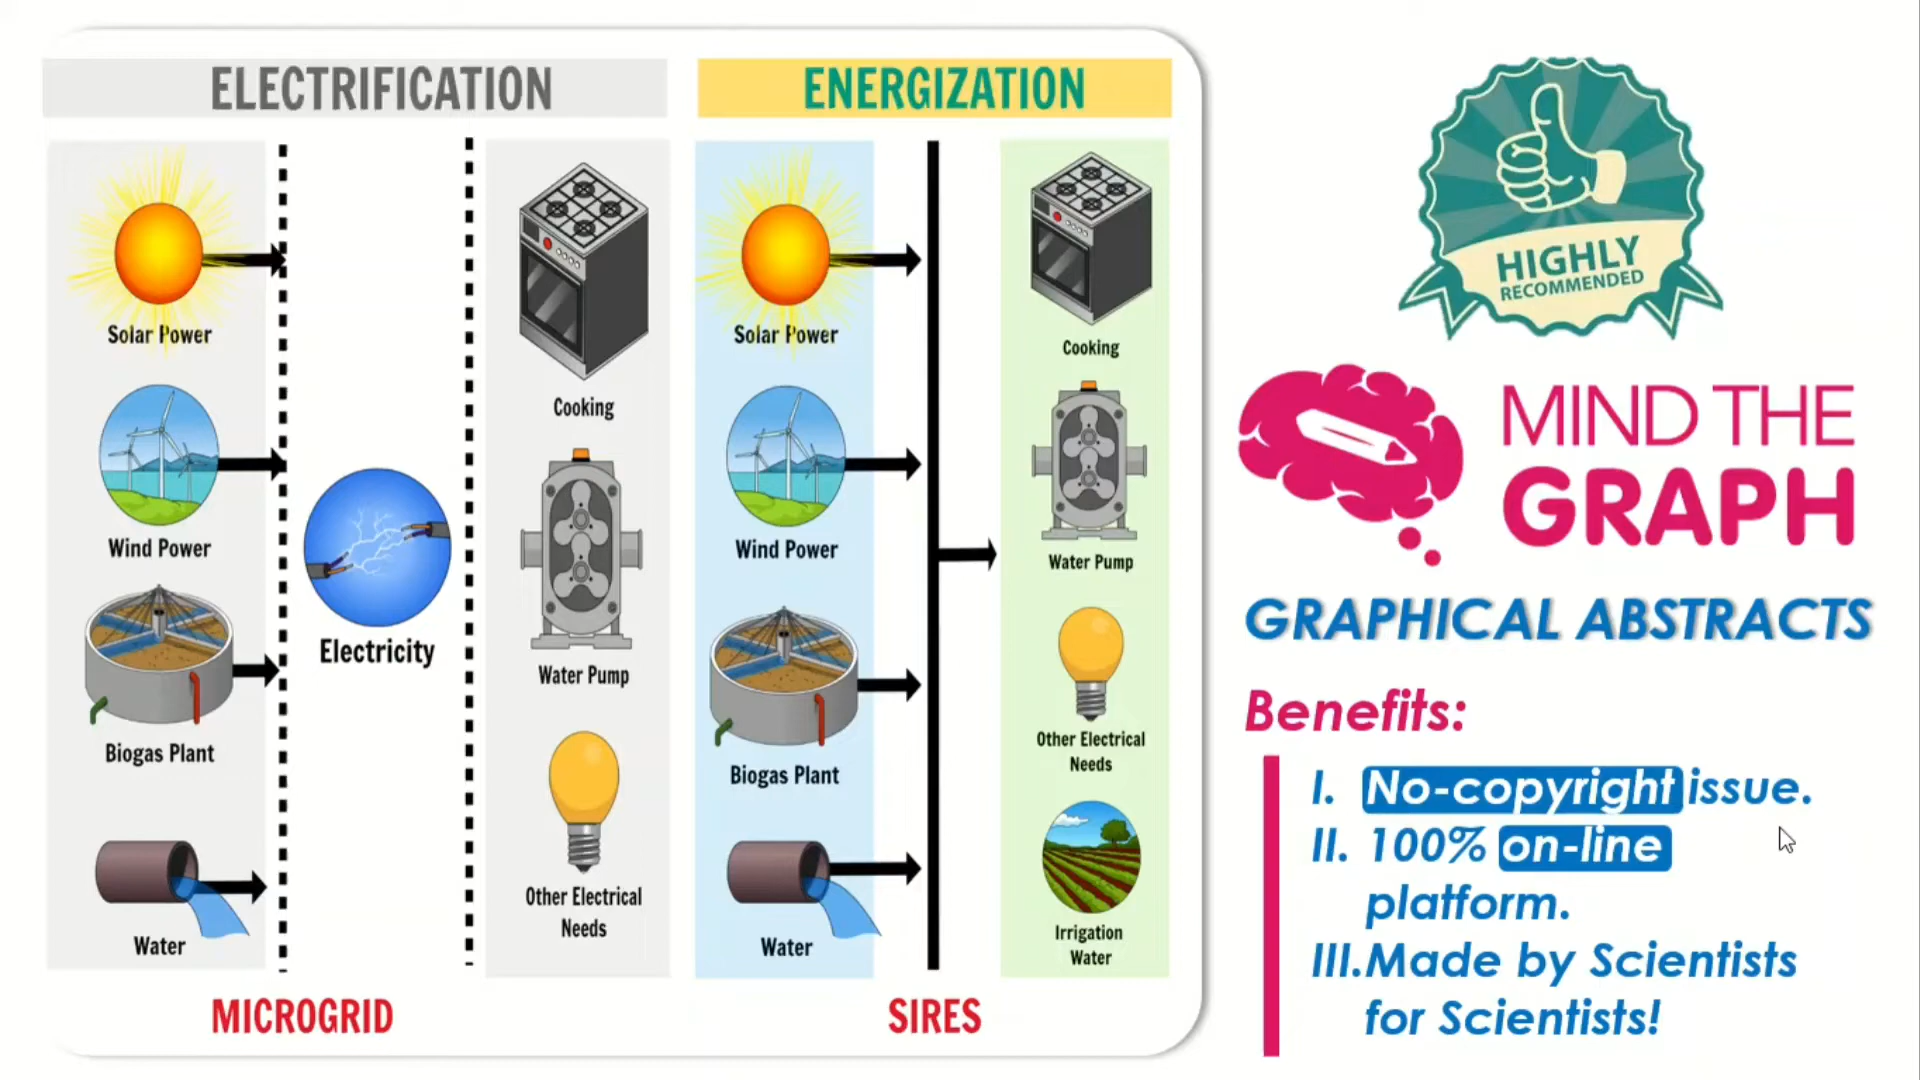 ELECTRIFICATION
Solar Power
Wind Power
Biogas Plant
Water
Electricity
Cooking
Water Pump
Other Electrical
Needs
MICROGRID
ENERGIZATION
Solar Power
Wind Power
Biogas Plant
Water
Cooking
Water Pump
Other Electrical
Needs
Irrigation
Water
SIRES
HIGHLY
RECOMMENDED
MIND THE
GRAPH
GRAPHICAL ABSTRACTS
Benefits:
I. No-copyright issue.
II. 100% on-line
platform.
III.Made by Scientists
for Scientists!